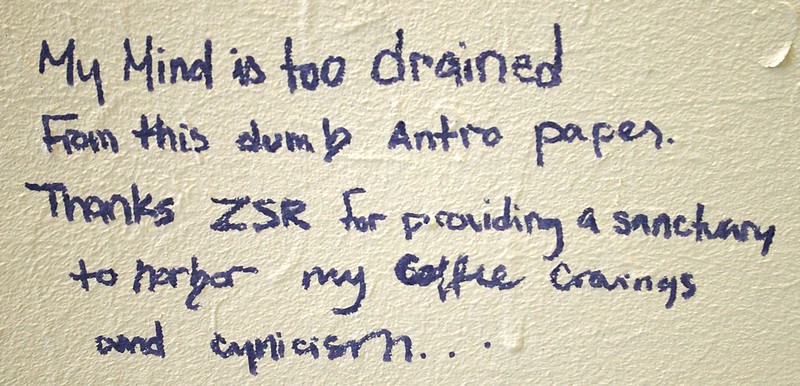 My Mind is too drained
From this dumb Antro paper.
Thanks ZSR for providing a sanctuary
to harbor my Coffee Cravings
and cynicism...